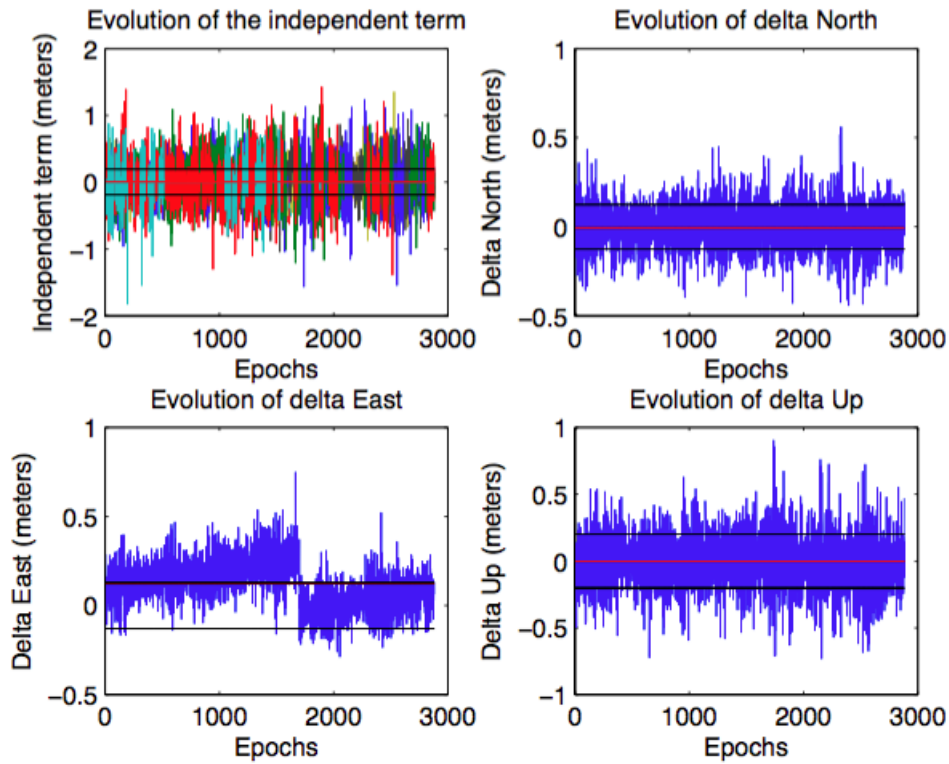 Evolution of the independent term
Independent term (meters)
2
1
0
−1
−2
0 1000 2000 3000
Epochs
Evolution of delta North
Delta North (meters)
1
0.5
0
−0.5
0 1000 2000 3000
Epochs
Evolution of delta East
Delta East (meters)
1
0.5
0
−0.5
0 1000 2000 3000
Epochs
Evolution of delta Up
Delta Up (meters)
1
0.5
0
−0.5
−1
0 1000 2000 3000
Epochs